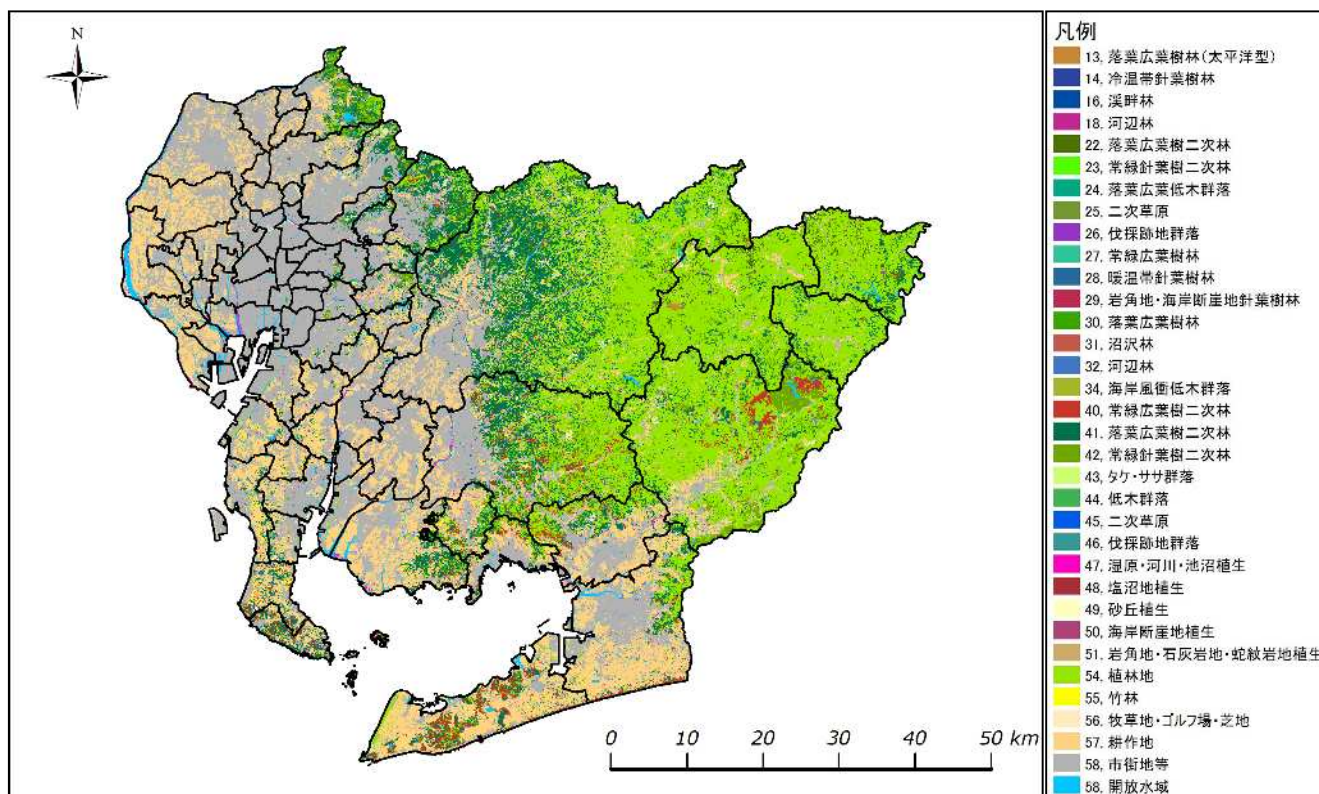 N
凡例
13, 落葉広葉樹林(太平洋型)
14, 冷温帯針葉樹林
16, 渓畔林
18, 河辺林
22, 落葉広葉樹二次林
23, 常緑針葉樹二次林
24, 落葉広葉低木群落
25, 二次草原
26, 伐採跡地群落
27, 常緑広葉樹林
28, 暖温帯針葉樹林
29, 岩角地・海岸断崖地針葉樹林
30, 落葉広葉樹林
31, 沼沢林
32, 河辺林
34, 海岸風衝低木群落
40, 常緑広葉樹二次林
41, 落葉広葉樹二次林
42, 常緑針葉樹二次林
43, タケ・ササ群落
44, 低木群落
45, 二次草原
46, 伐採跡地群落
47, 湿原・河川・池沼植生
48, 塩沼地植生
49, 砂丘植生
50, 海岸断崖地植生
51, 岩角地・石灰岩地・蛇紋岩地植生
54, 植林地
55, 竹林
56, 牧草地・ゴルフ場・芝地
57, 耕作地
58, 市街地等
58, 開放水域
0 10 20 30 40 50 km